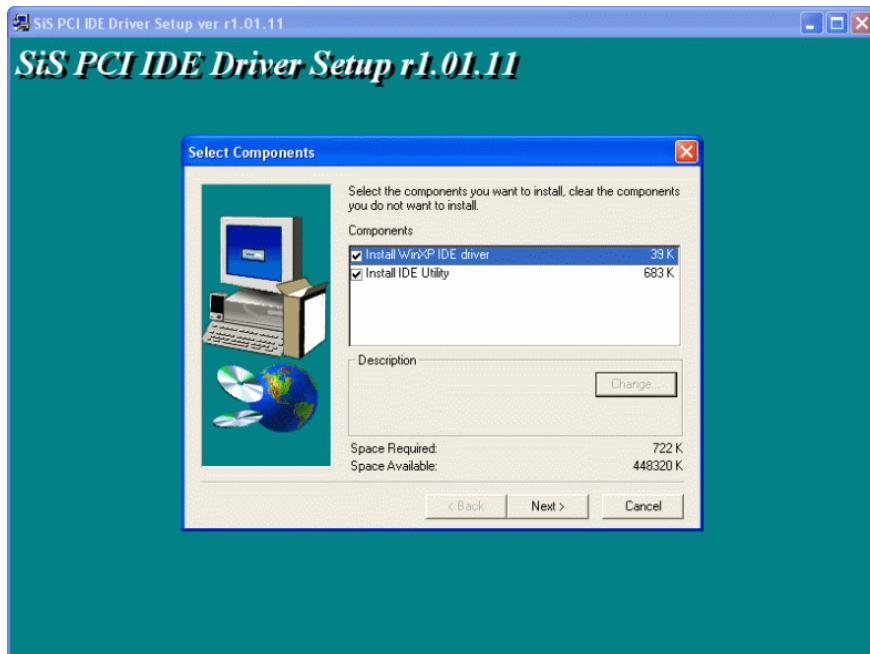 SiS PCI IDE Driver Setup ver r1.01.11
SiS PCI IDE Driver Setup r1.01.11
Select Components
Select the components you want to install, clear the components
you do not want to install.
Components
Install WinXP IDE driver 39 K
Install IDE Utility 683 K
Description
Change...
Space Required: 722 K
Space Available: 448320 K
< Back Next > Cancel